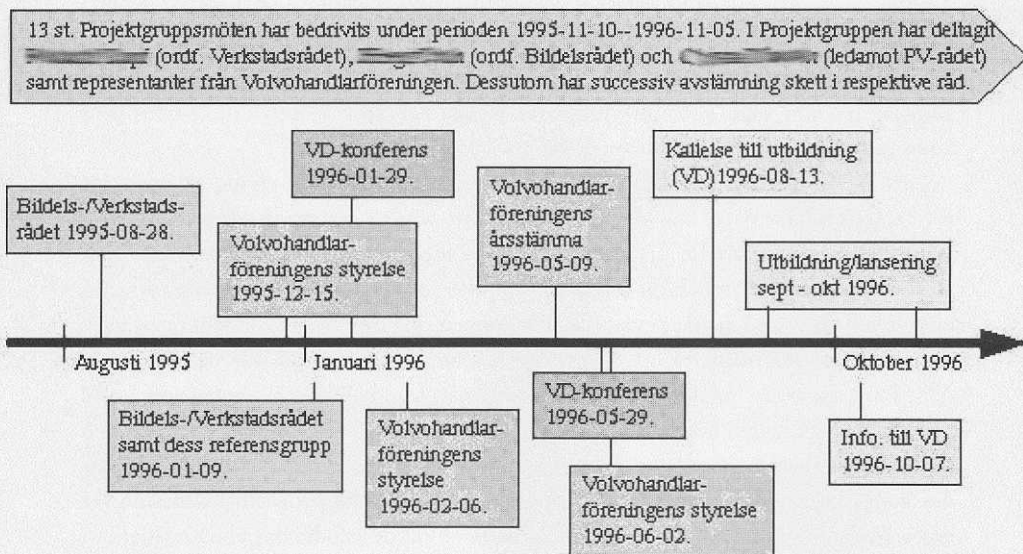 13 st. Projektgruppsmöten har bedrivits under perioden 1995-11-10--1996-11-05. I Projektgruppen har deltagit
(ordf. Verkstadsrådet), (ordf. Bildelsrådet) och (ledamot PV-rådet)
samt representanter från Volvohandlarföreningen. Dessutom har successiv avstämning skett i respektive råd.
Bildels-/Verkstads-
rådet 1995-08-28.
VD-konferens
1996-01-29.
Volvohandlar-
föreningens styrelse
1995-12-15.
Volvohandlar-
föreningens
årsstämma
1996-05-09.
Kallelse till utbildning
(VD) 1996-08-13.
Utbildning/lansering
sept - okt 1996.
Augusti 1995
Januari 1996
Oktober 1996
Bildels-/Verkstadsrådet
samt dess referensgrupp
1996-01-09.
Volvohandlar-
föreningens
styrelse
1996-02-06.
VD-konferens
1996-05-29.
Volvohandlar-
föreningens styrelse
1996-06-02.
Info. till VD
1996-10-07.